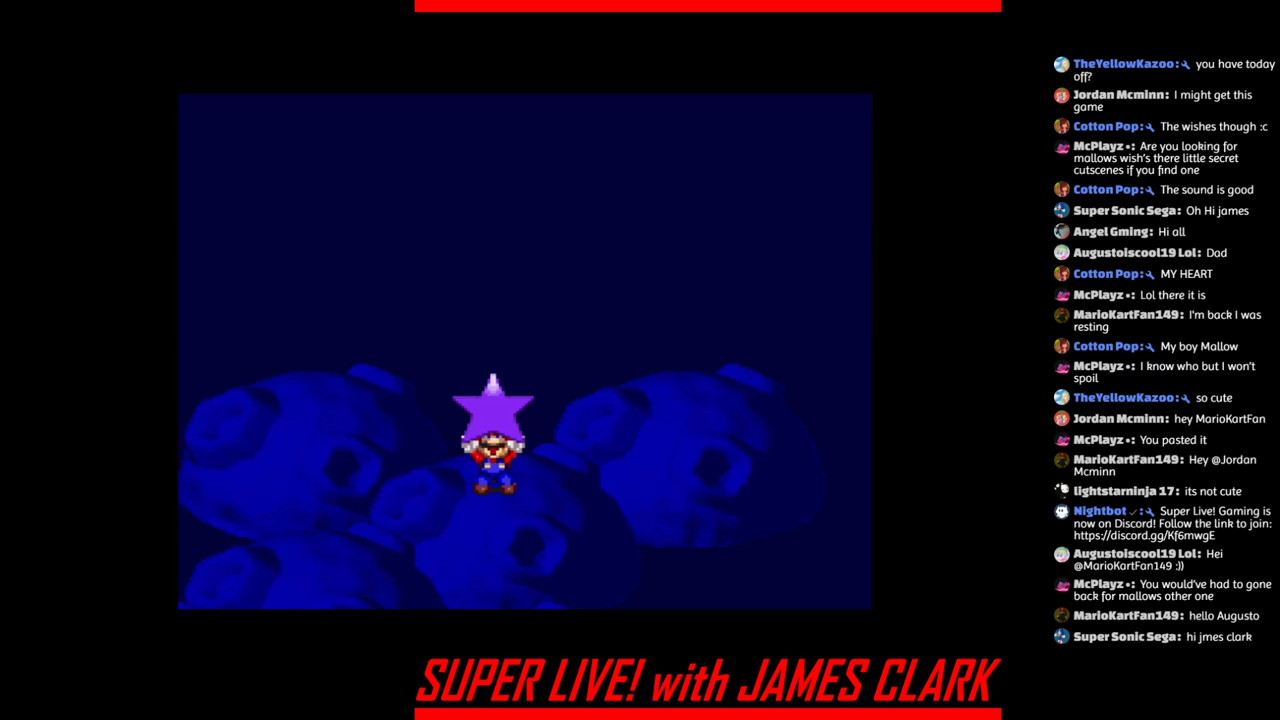 TheYellowKazoo: you have today
off?
Jordan Mcminn: I might get this
game
Cotton Pop: The wishes though :c
McPlayz: Are you looking for
mallows wish's there little secret
cutscenes if you find one
Cotton Pop: The sound is good
Super Sonic Sega: Oh Hi james
Angel Gming: Hi all
Augustoiscool19 Lol: Dad
Cotton Pop: MY HEART
McPlayz: Lol there it is
MarioKartFan149: I'm back I was
resting
Cotton Pop: My boy Mallow
McPlayz: I know who but I won't
spoil
TheYellowKazoo: so cute
Jordan Mcminn: hey MarioKartFan
McPlayz: You pasted it
MarioKartFan149: Hey @Jordan
Mcminn
lightstarninja 17: its not cute
Nightbot: Super Live! Gaming is
now on Discord! Follow the link to join:
https://discord.gg/Kf6mwgE
Augustoiscool19 Lol: Hei
@MarioKartFan149 :))
McPlayz: You would've had to gone
back for mallows other one
MarioKartFan149: hello Augusto
Super Sonic Sega: hi jmes clark
SUPER LIVE! with JAMES CLARK